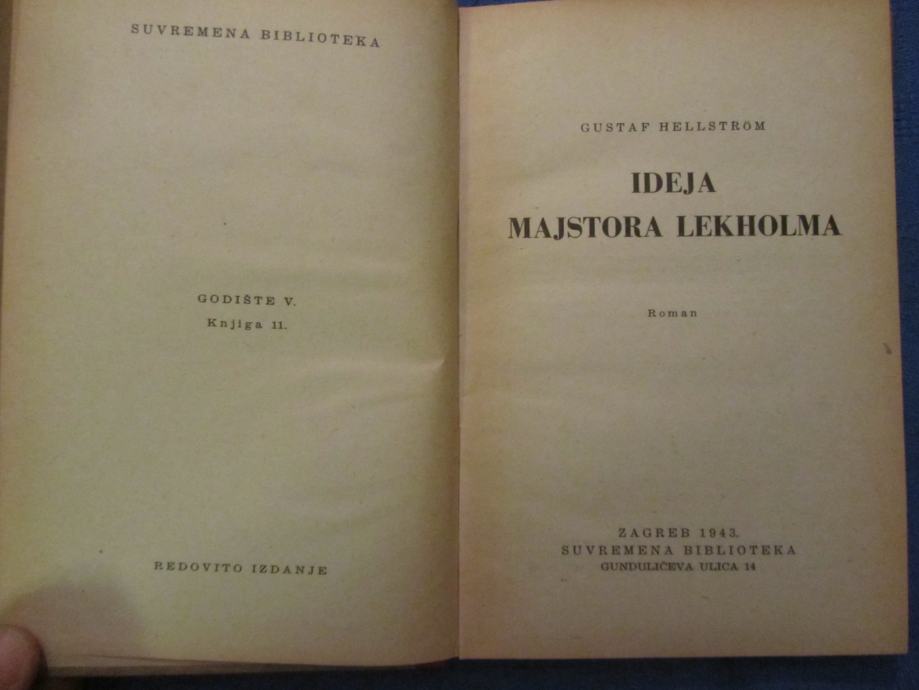 SUVREMENA BIBLIOTEKA
GODIŠTE V.
Knjiga 11.
REDOVITO IZDANJE
GUSTAF HELLSTRÖM
IDEJA
MAJSTORA LEKHOLMA
Roman
ZAGREB 1943.
SUVREMENA BIBLIOTEKA
GUNDULIĆEVA ULICA 14